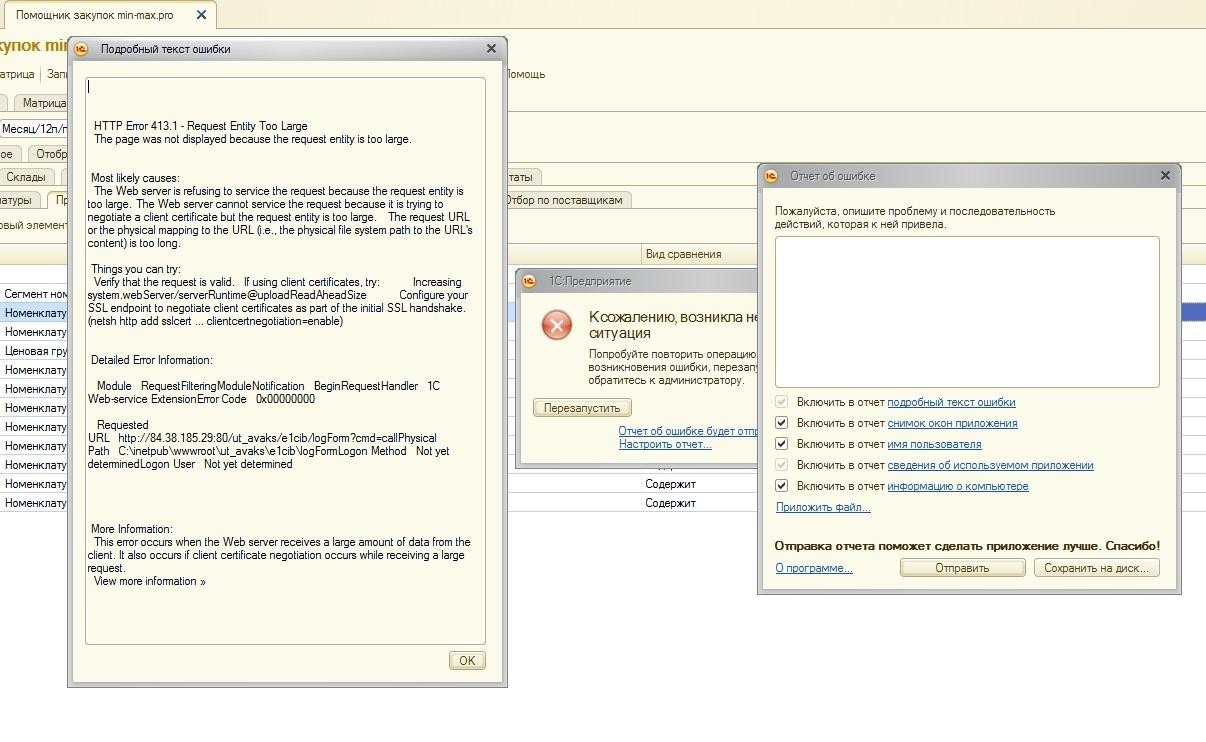 Помощник закупок min-max.pro
купок mi
атрица
Запи
Помощь
Матрица
Месяц/12п/п
ое
Отобр
Склады
таты
атуры
Пр
Отбор по поставщикам
овый элемент
Вид сравнения
Сегмент ном
Номенклату
Номенклату
Ценовая гру
Номенклату
Номенклату
Номенклату
Номенклату
Номенклату
Номенклату
Номенклату
Содержит
Номенклату
Содержит
Подробный текст ошибки
HTTP Error 413.1 - Request Entity Too Large
The page was not displayed because the request entity is too large.
Most likely causes:
The Web server is refusing to service the request because the request entity is
too large. The Web server cannot service the request because it is trying to
negotiate a client certificate but the request entity is too large. The request URL
or the physical mapping to the URL (i.e., the physical file system path to the URL's
content) is too long.
Things you can try:
Verify that the request is valid. If using client certificates, try: Increasing
system.webServer/serverRuntime@uploadReadAheadSize Configure your
SSL endpoint to negotiate client certificates as part of the initial SSL handshake.
(netsh http add sslcert ... clientcertnegotiation=enable)
Detailed Error Information:
Module RequestFilteringModuleNotification BeginRequestHandler 1C
Web-service ExtensionError Code 0x00000000
Requested
URL http://84.38.185.29:80/ut_avaks/e1cib/logForm?cmd=callPhysical
Path C:\inetpub\wwwroot\ut_avaks\e1cib\logFormLogon Method Not yet
determinedLogon User Not yet determined
More Information:
This error occurs when the Web server receives a large amount of data from the
client. It also occurs if client certificate negotiation occurs while receiving a large
request.
View more information »
OK
1С:Предприятие
К сожалению, возникла не
ситуация
Попробуйте повторить операцию
возникновения ошибки, перезап
обратитесь к администратору.
Перезапустить
Отчет об ошибке будет отпр
Настроить отчет...
Отчет об ошибке
Пожалуйста, опишите проблему и последовательность
действий, которая к ней привела.
Включить в отчет подробный текст ошибки
Включить в отчет снимок окон приложения
Включить в отчет имя пользователя
Включить в отчет сведения об используемом приложении
Включить в отчет информацию о компьютере
Приложить файл...
Отправка отчета поможет сделать приложение лучше. Спасибо!
О программе...
Отправить
Сохранить на диск...